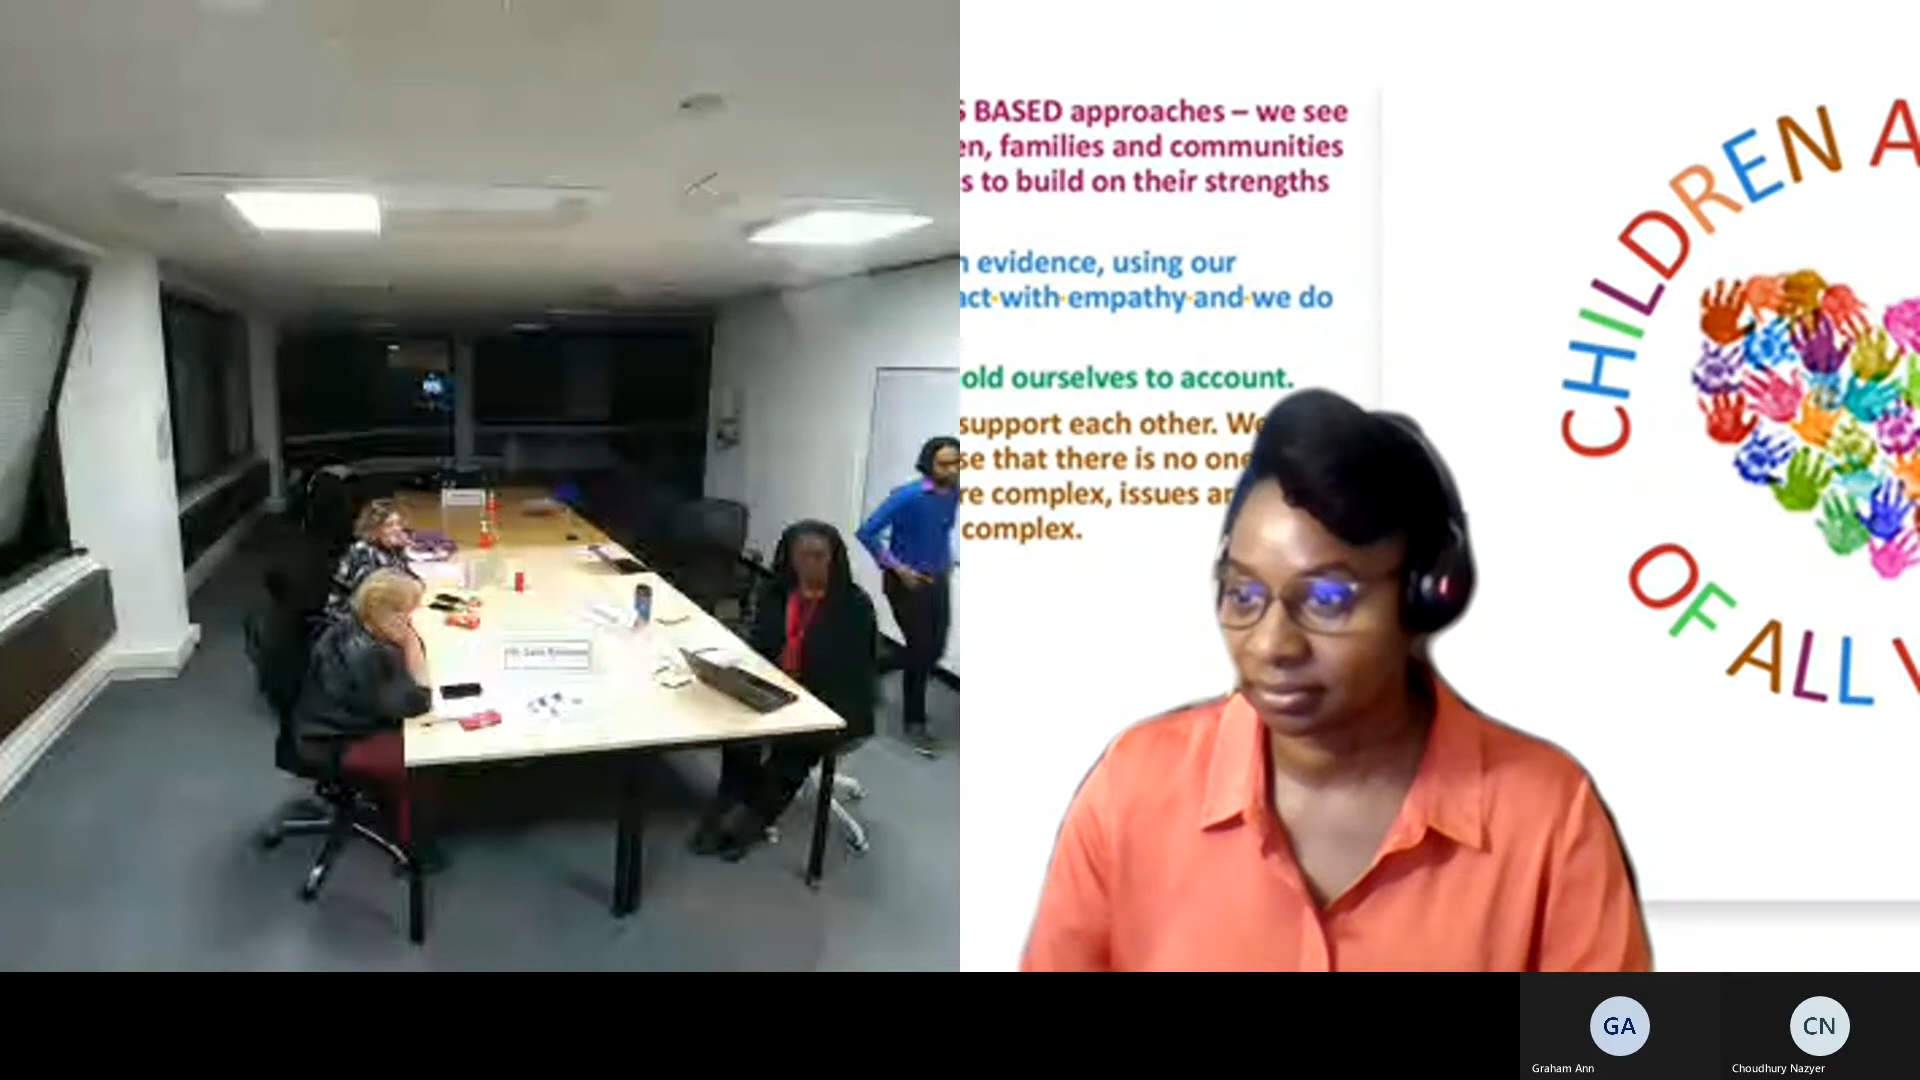 BASED approaches – we see
en, families and communities
s to build on their strengths
evidence, using our
act with empathy and we do
old ourselves to account.
support each other. We
se that there is no one
re complex, issues ar
complex.
CHILDREN A
OF ALL
GA
CN
Graham Ann
Choudhury Nazyer